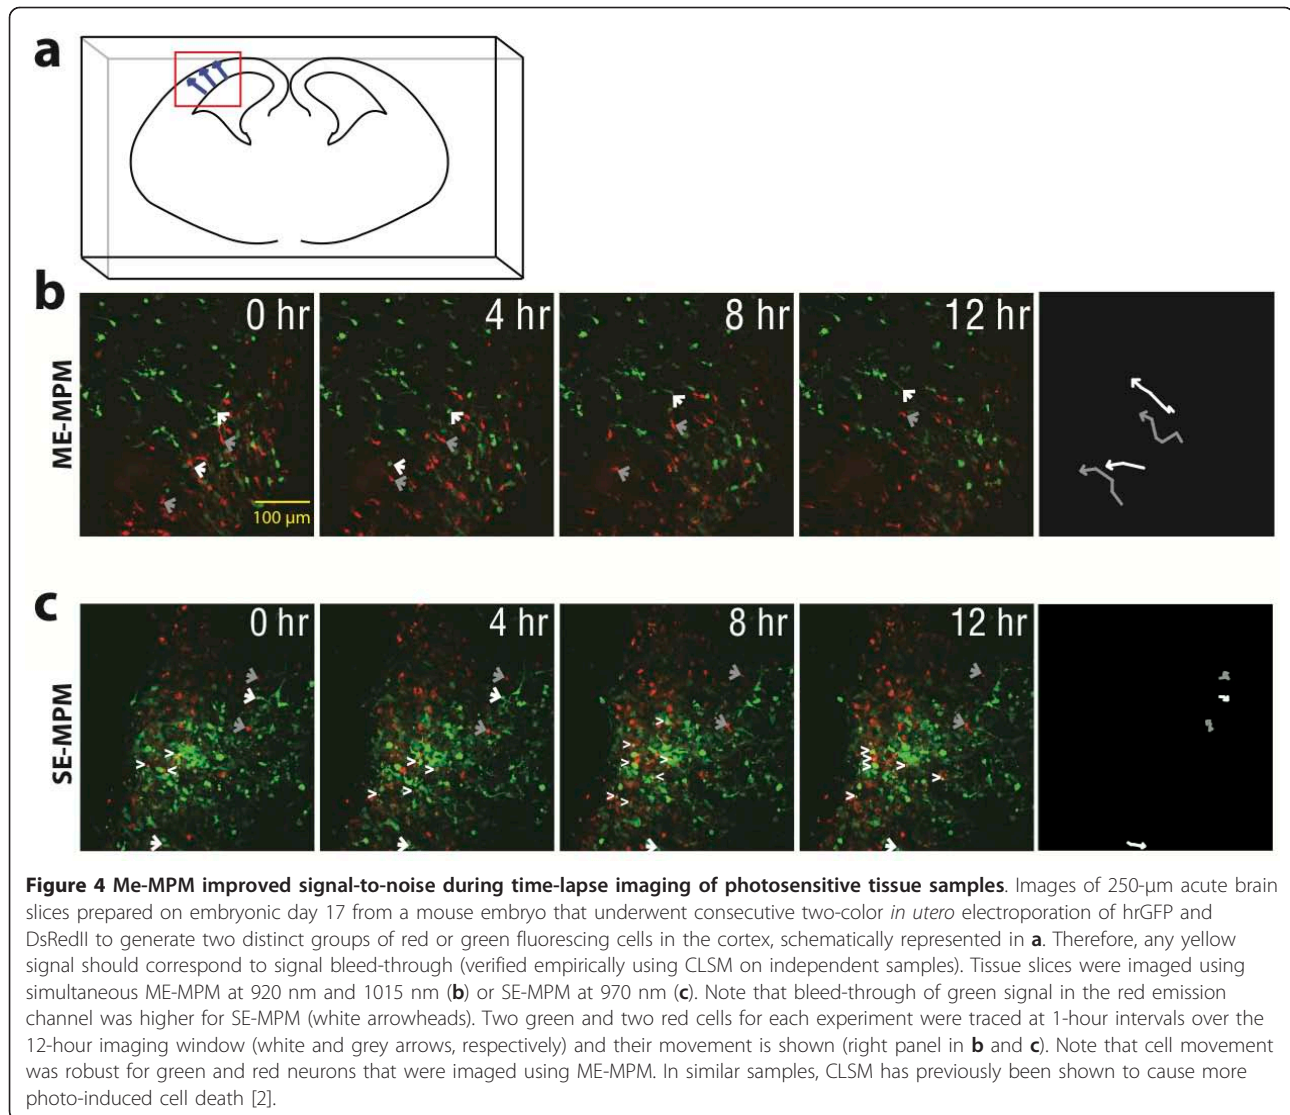 a
b
ME-MPM
0 hr
4 hr
8 hr
12 hr
100 µm
c
SE-MPM
0 hr
4 hr
8 hr
12 hr
Figure 4 Me-MPM improved signal-to-noise during time-lapse imaging of photosensitive tissue samples. Images of 250-µm acute brain
slices prepared on embryonic day 17 from a mouse embryo that underwent consecutive two-color in utero electroporation of hrGFP and
DsRedII to generate two distinct groups of red or green fluorescing cells in the cortex, schematically represented in a. Therefore, any yellow
signal should correspond to signal bleed-through (verified empirically using CLSM on independent samples). Tissue slices were imaged using
simultaneous ME-MPM at 920 nm and 1015 nm (b) or SE-MPM at 970 nm (c). Note that bleed-through of green signal in the red emission
channel was higher for SE-MPM (white arrowheads). Two green and two red cells for each experiment were traced at 1-hour intervals over the
12-hour imaging window (white and grey arrows, respectively) and their movement is shown (right panel in b and c). Note that cell movement
was robust for green and red neurons that were imaged using ME-MPM. In similar samples, CLSM has previously been shown to cause more
photo-induced cell death [2].